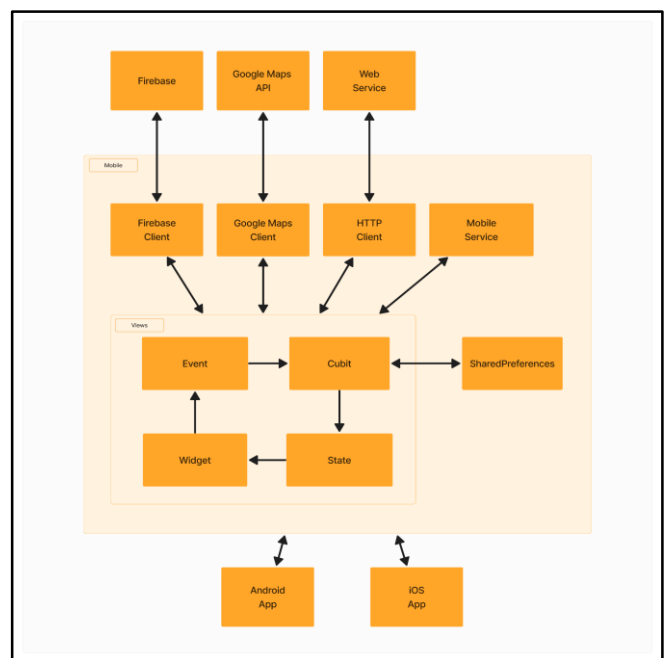 Firebase
Google Maps
API
Web
Service
Mobile
Firebase
Client
Google Maps
Client
HTTP
Client
Mobile
Service
Views
Event
Cubit
SharedPreferences
Widget
State
Android
App
iOS
App